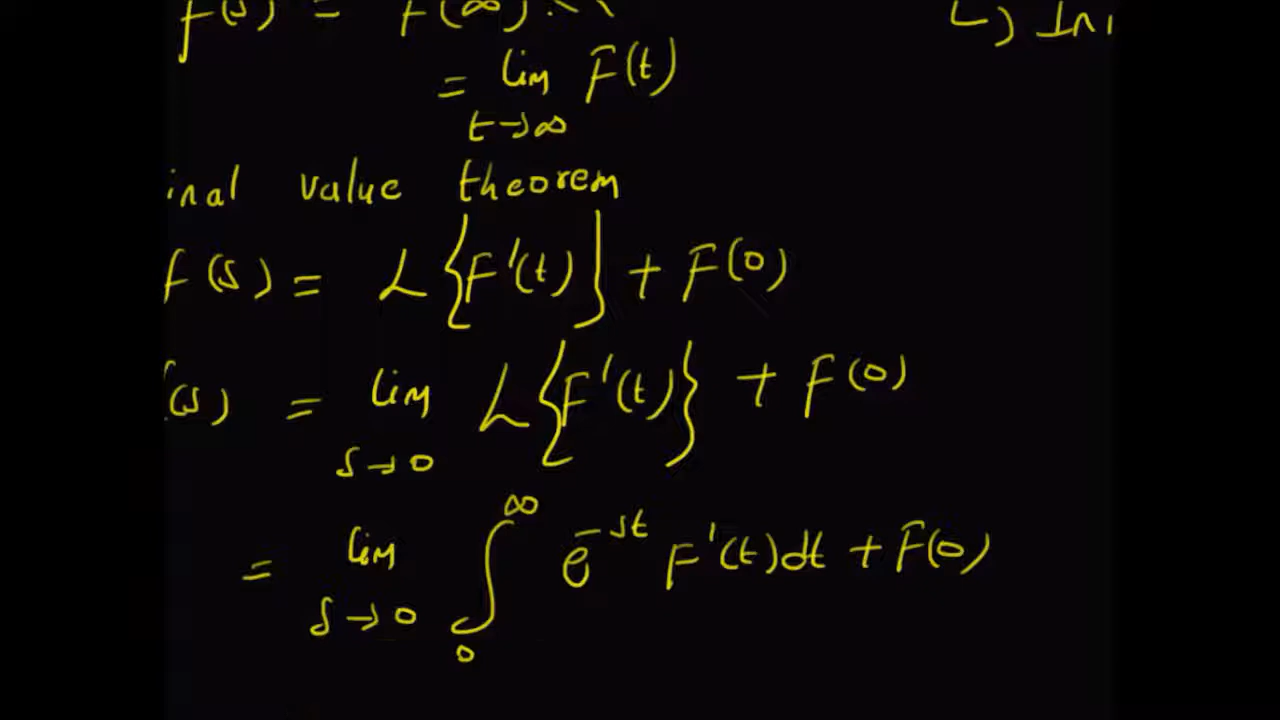 f(s) = F(∞)
= lim F(t)
t→∞
inal value theorem
f(s) = L{F'(t)} + F(0)
(s) = lim L{F'(t)} + F(0)
s→0
= lim ∫ e^-st F'(t)dt + F(0)
s→0 0 ∞